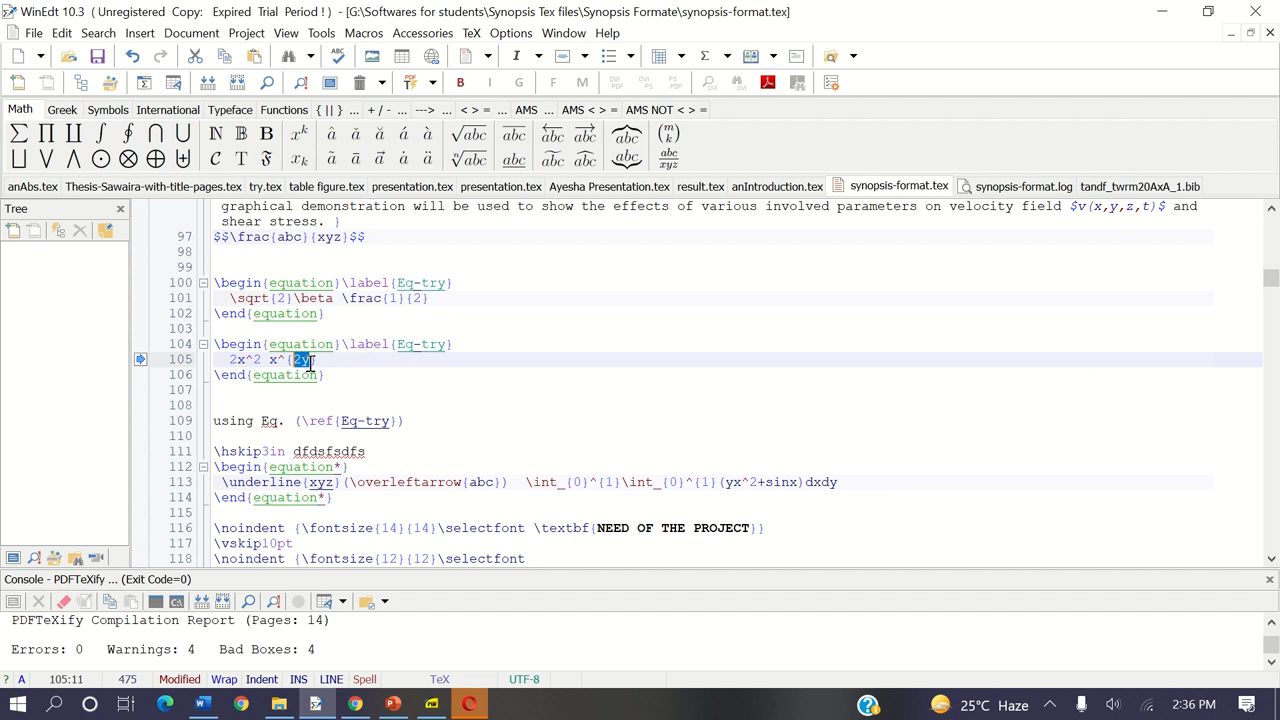 WinEdt 10.3 (Unregistered Copy: Expired Trial Period ! ) - [G:\Softwares for students\Synopsis Tex files\Synopsis Formate\synopsis-format.tex]
File Edit Search Insert Document Project View Tools Macros Accessories TeX Options Window Help
Math Greek Symbols International Typeface Functions { || } ... + / - ... ---> ... < > = AMS ... AMS < > = AMS NOT < > =
anAbs.tex Thesis-Sawaira-with-title-pages.tex try.tex table figure.tex presentation.tex presentation.tex Ayesha Presentation.tex result.tex anIntroduction.tex synopsis-format.tex synopsis-format.log tandf_twrm20AxA_1.bib
Tree
graphical demonstration will be used to show the effects of various involved parameters on velocity field $v(x,y,z,t)$ and
shear stress. }
97 $$\frac{abc}{xyz}$$
98
99
100 \begin{equation}\label{Eq-try}
101 \sqrt{2}\beta \frac{1}{2}
102 \end{equation}
103
104 \begin{equation}\label{Eq-try}
105 2x^2 x^{2y}
106 \end{equation}
107
108
109 using Eq. (\ref{Eq-try})
110
111 \hskip3in dfdsfsdfs
112 \begin{equation*}
113 \underline{xyz}(\overleftarrow{abc}) \int_{0}^{1}\int_{0}^{1}(yx^2+sinx)dxdy
114 \end{equation*}
115
116 \noindent {\fontsize{14}{14}\selectfont \textbf{NEED OF THE PROJECT}}
117 \vskip10pt
118 \noindent {\fontsize{12}{12}\selectfont
Console - PDFTeXify ... (Exit Code=0)
PDFTeXify Compilation Report (Pages: 14)
Errors: 0 Warnings: 4 Bad Boxes: 4
? A 105:11 475 Modified Wrap Indent INS LINE Spell TeX UTF-8
25°C Haze 2:36 PM